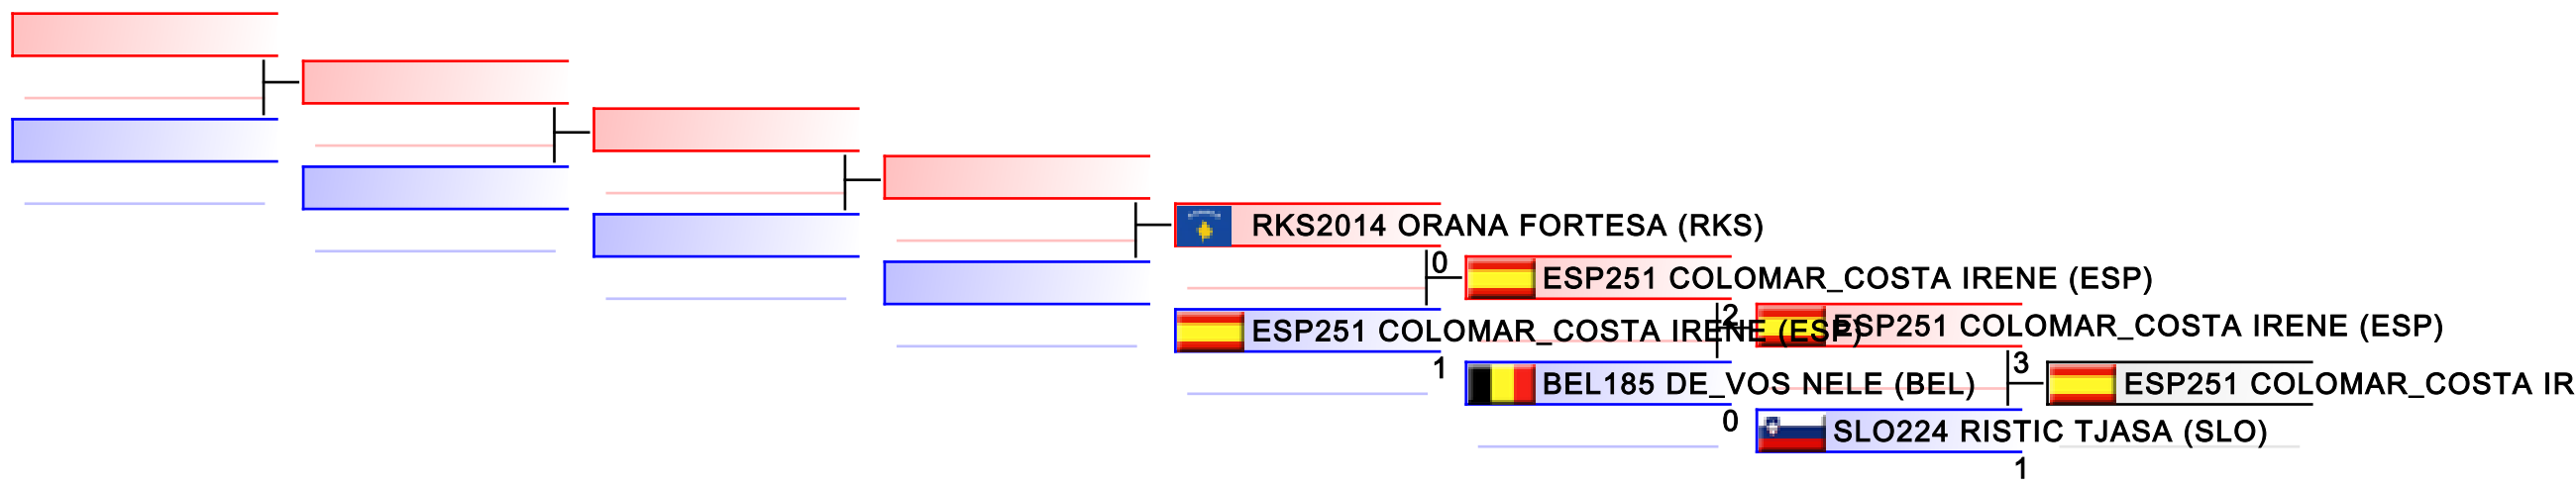 RKS2014 ORANA FORTESA (RKS)
0
ESP251 COLOMAR_COSTA IRENE (ESP)
1
ESP251 COLOMAR_COSTA IRENE (ESP)
2
BEL185 DE_VOS NELE (BEL)
0
ESP251 COLOMAR_COSTA IRENE (ESP)
3
SLO224 RISTIC TJASA (SLO)
1
ESP251 COLOMAR_COSTA IR